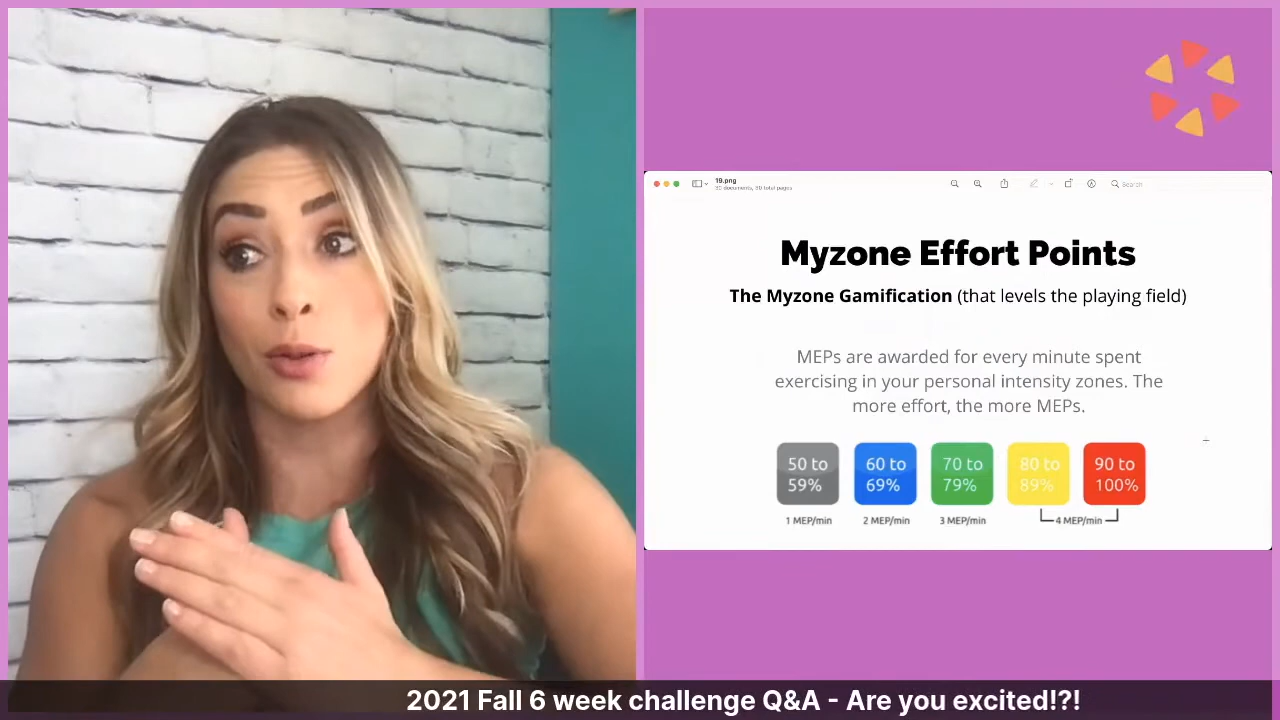 19.png
Search
Myzone Effort Points
The Myzone Gamification (that levels the playing field)
MEPs are awarded for every minute spent
exercising in your personal intensity zones. The
more effort, the more MEPs.
50 to
59%
60 to
69%
70 to
79%
80 to
89%
90 to
100%
1 MEP/min
2 MEP/min
3 MEP/min
4 MEP/min
2021 Fall 6 week challenge Q&A - Are you excited!?!